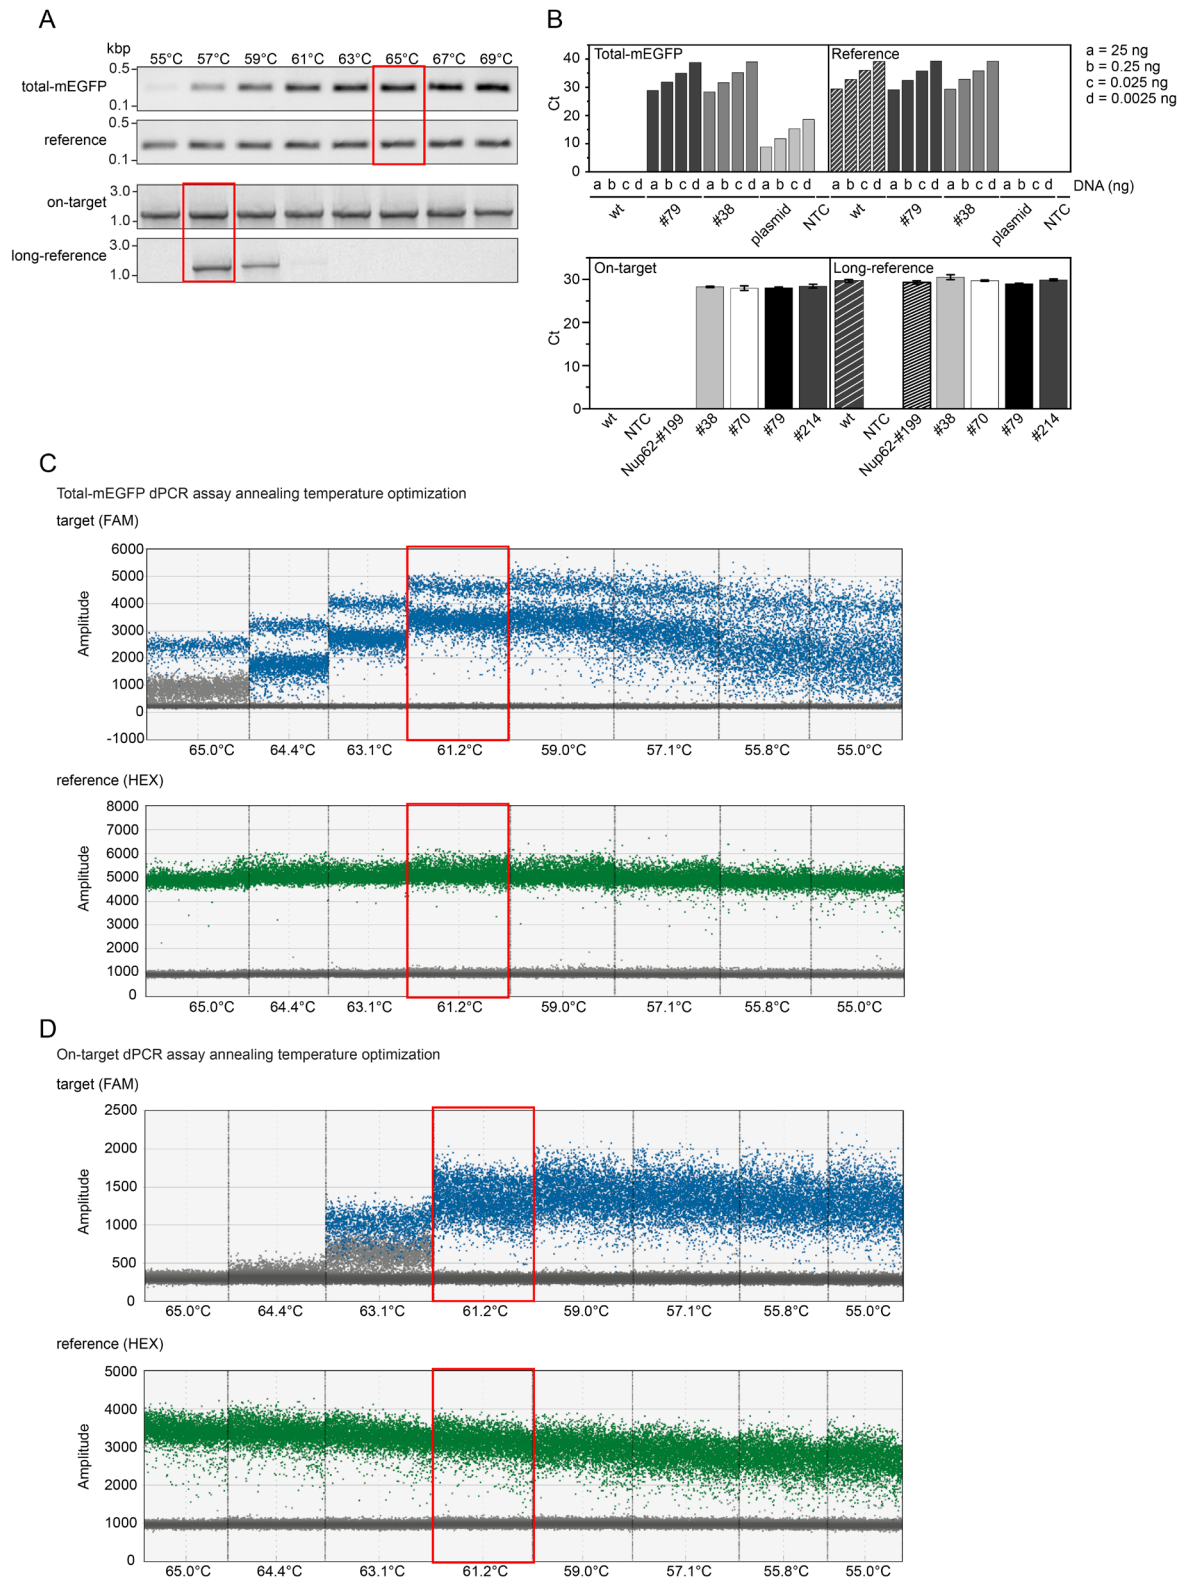 A
kbp
55°C 57°C 59°C 61°C 63°C 65°C 67°C 69°C
0.5
total-mEGFP
0.1
0.5
reference
0.1
3.0
on-target
1.0
3.0
long-reference
1.0
B
Total-mEGFP Reference
a = 25 ng
b = 0.25 ng
c = 0.025 ng
d = 0.0025 ng
40
30
Ct
20
10
0
a b c d a b c d a b c d a b c d a b c d a b c d a b c d a b c d DNA (ng)
wt #79 #38 plasmid NTC wt #79 #38 plasmid NTC
On-target Long-reference
30
20
Ct
10
0
wt NTC Nup62-#199 #38 #70 #79 #214 wt NTC Nup62-#199 #38 #70 #79 #214
C
Total-mEGFP dPCR assay annealing temperature optimization
target (FAM)
6000
5000
4000
3000
2000
1000
0
-1000
Amplitude
65.0°C 64.4°C 63.1°C 61.2°C 59.0°C 57.1°C 55.8°C 55.0°C
reference (HEX)
8000
7000
6000
5000
4000
3000
2000
1000
0
Amplitude
65.0°C 64.4°C 63.1°C 61.2°C 59.0°C 57.1°C 55.8°C 55.0°C
D
On-target dPCR assay annealing temperature optimization
target (FAM)
2500
2000
1500
1000
500
0
Amplitude
65.0°C 64.4°C 63.1°C 61.2°C 59.0°C 57.1°C 55.8°C 55.0°C
reference (HEX)
5000
4000
3000
2000
1000
0
Amplitude
65.0°C 64.4°C 63.1°C 61.2°C 59.0°C 57.1°C 55.8°C 55.0°C